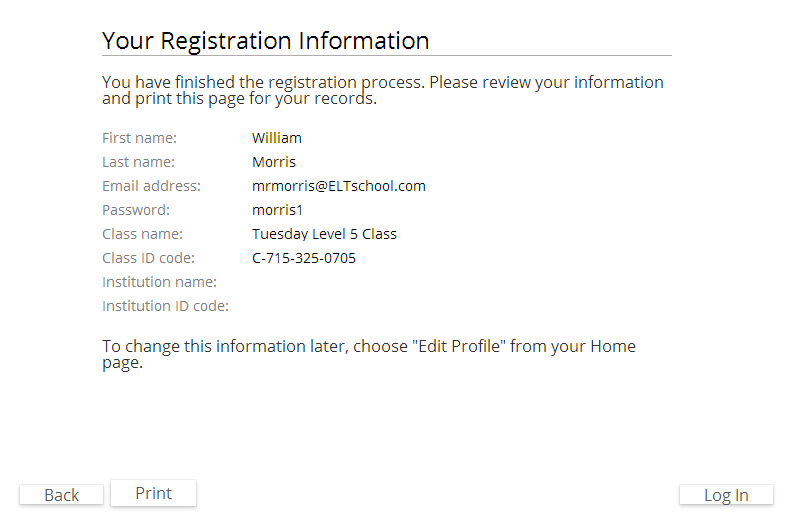 Your Registration Information
You have finished the registration process. Please review your information
and print this page for your records.
First name: William
Last name: Morris
Email address: mrmorris@ELTschool.com
Password: morris1
Class name: Tuesday Level 5 Class
Class ID code: C-715-325-0705
Institution name:
Institution ID code:
To change this information later, choose "Edit Profile" from your Home
page.
Back Print Log In